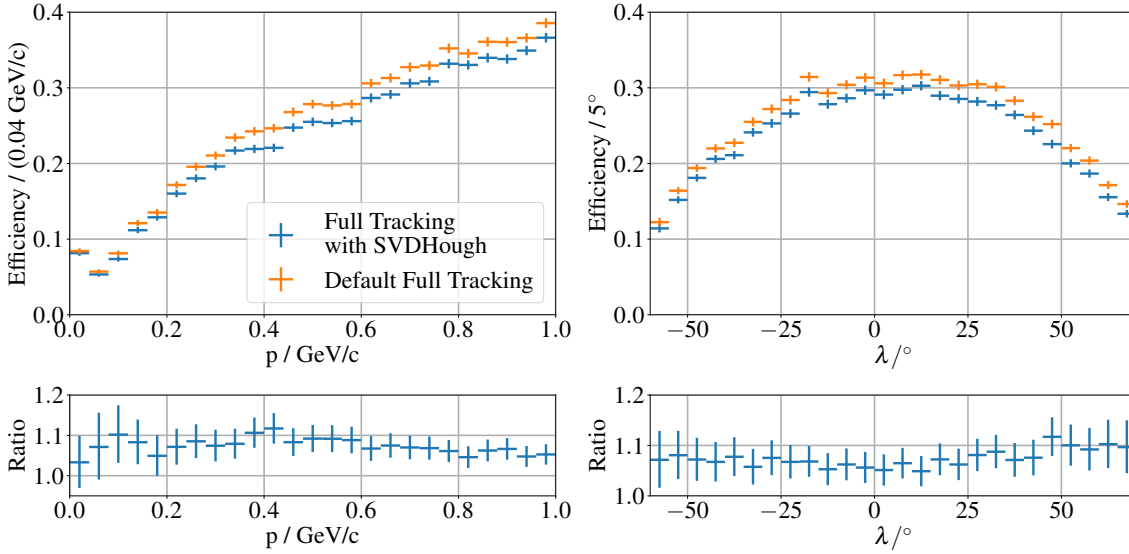 Efficiency / (0.04 GeV/c)
0.4
0.3
0.2
0.1
0.0
0.0 0.2 0.4 0.6 0.8 1.0
p / GeV/c
Full Tracking
with SVDHough
Default Full Tracking
Efficiency / 5°
0.4
0.3
0.2
0.1
0.0
−50 −25 0 25 50
λ/°
Ratio
1.2
1.1
1.0
0.0 0.2 0.4 0.6 0.8 1.0
p / GeV/c
Ratio
1.2
1.1
1.0
−50 −25 0 25 50
λ/°